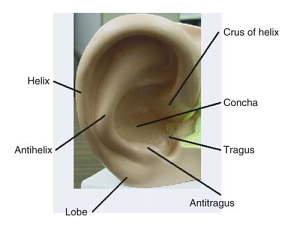 Crus of helix
Helix
Concha
Antihelix
Tragus
Antitragus
Lobe